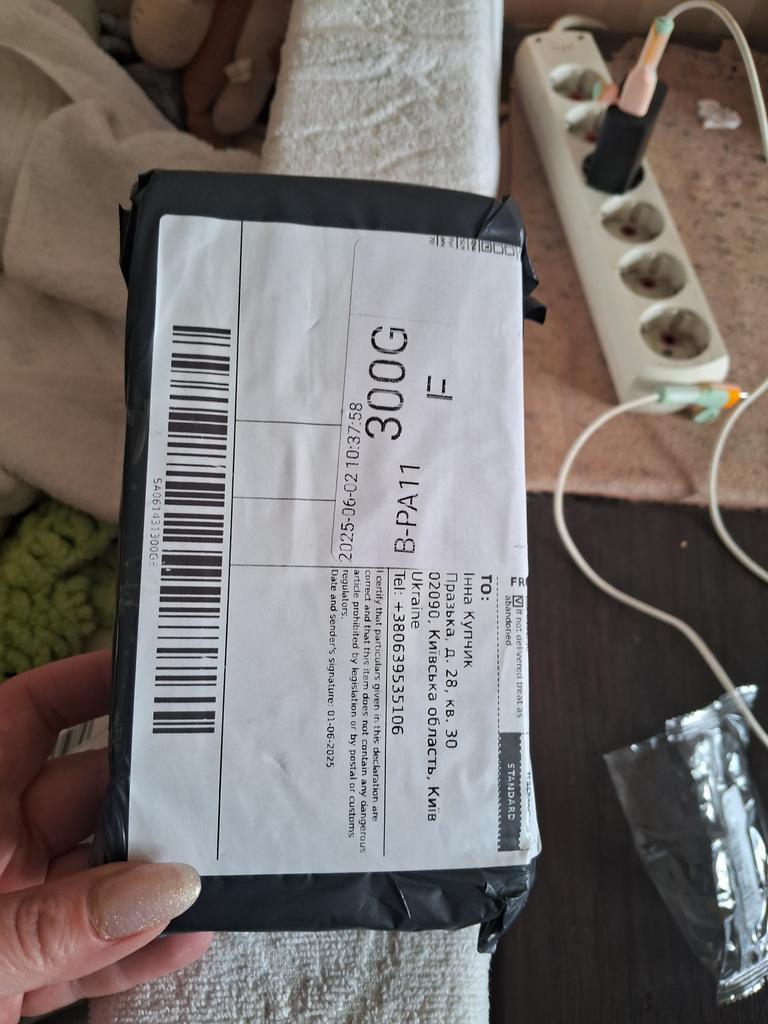 FR
If not delivered treat as
abandoned
STANDARD
TO:
Інна Купчик
Празька, д. 28, кв. 30
02090, Київська область, Київ
Ukraine
Tel: +380639535106
I certify that particulars given in this declaration are
correct and that this item does not contain any dangerous
article prohibited by legislation or by postal or customs
regulators.
Date and sender's signature: 01-06-2025
B-PA11 F
300G
2025-06-02 10:37:58